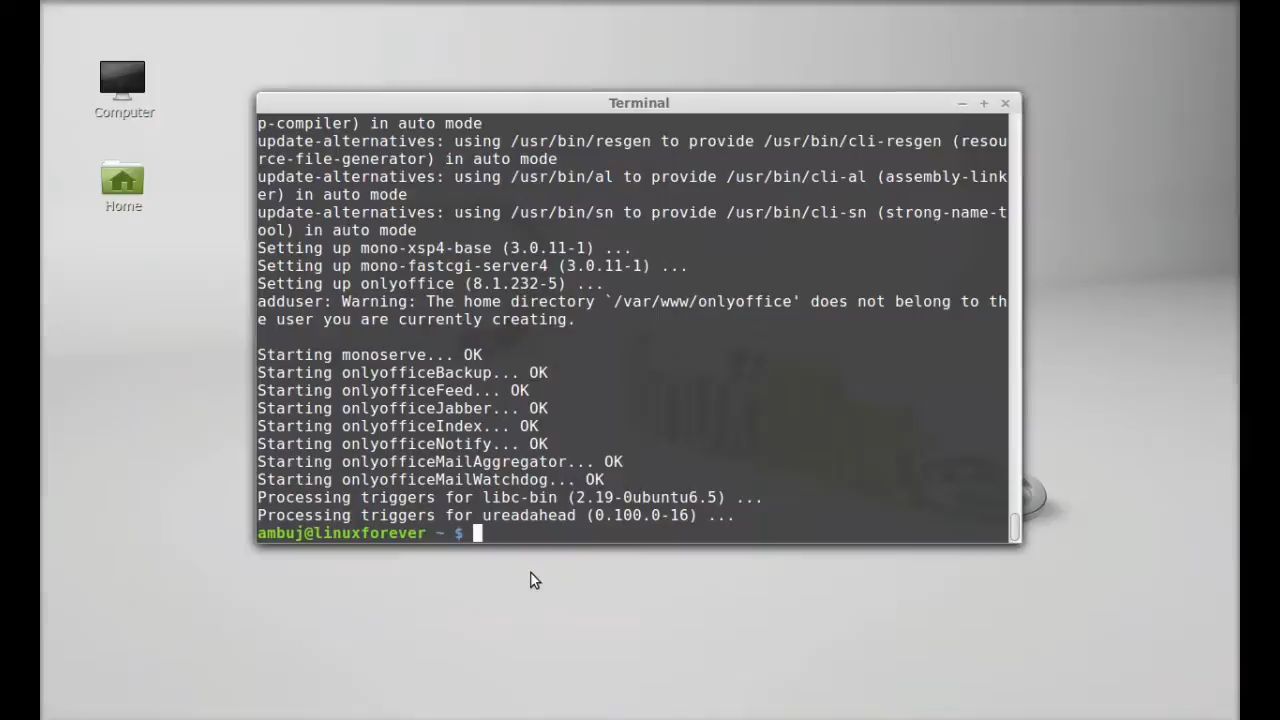 Computer
Home
Terminal
p-compiler) in auto mode
update-alternatives: using /usr/bin/resgen to provide /usr/bin/cli-resgen (resou
rce-file-generator) in auto mode
update-alternatives: using /usr/bin/al to provide /usr/bin/cli-al (assembly-link
er) in auto mode
update-alternatives: using /usr/bin/sn to provide /usr/bin/cli-sn (strong-name-t
ool) in auto mode
Setting up mono-xsp4-base (3.0.11-1) ...
Setting up mono-fastcgi-server4 (3.0.11-1) ...
Setting up onlyoffice (8.1.232-5) ...
adduser: Warning: The home directory `/var/www/onlyoffice' does not belong to th
e user you are currently creating.
Starting monoserve... OK
Starting onlyofficeBackup... OK
Starting onlyofficeFeed... OK
Starting onlyofficeJabber... OK
Starting onlyofficeIndex... OK
Starting onlyofficeNotify... OK
Starting onlyofficeMailAggregator... OK
Starting onlyofficeMailWatchdog... OK
Processing triggers for libc-bin (2.19-0ubuntu6.5) ...
Processing triggers for ureadahead (0.100.0-16) ...
ambuj@linuxforever ~ $